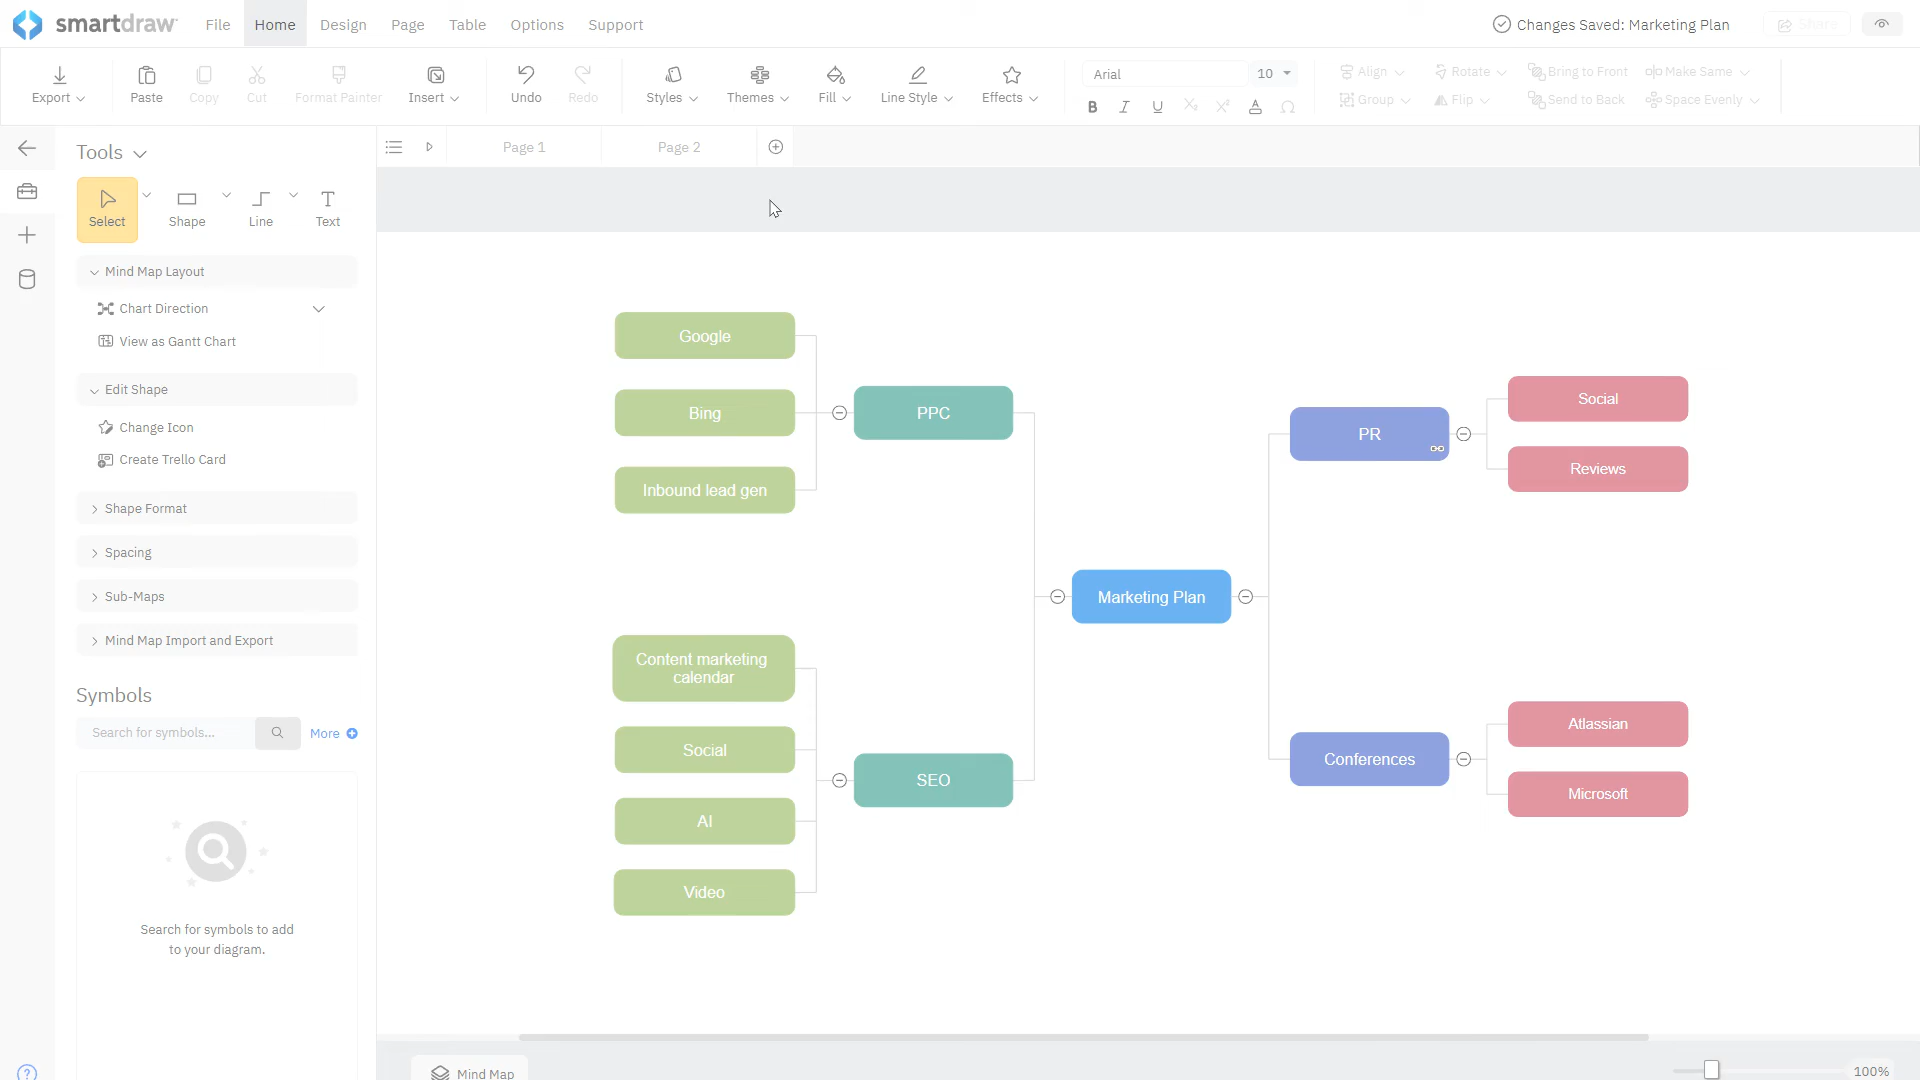 smartdraw
File Home Design Page Table Options Support
Changes Saved: Marketing Plan
Share
Export
Paste
Copy
Cut
Format Painter
Insert
Undo
Redo
Styles
Themes
Fill
Line Style
Effects
Arial
10
B I U X₂ X² A Ω
Align
Rotate
Bring to Front
Make Same
Group
Flip
Send to Back
Space Evenly
Tools
Select
Shape
Line
Text
Mind Map Layout
Chart Direction
View as Gantt Chart
Edit Shape
Change Icon
Create Trello Card
Shape Format
Spacing
Sub-Maps
Mind Map Import and Export
Symbols
Search for symbols...
More
Search for symbols to add
to your diagram.
Page 1
Page 2
Google
Bing
Inbound lead gen
PPC
Content marketing
calendar
Social
AI
Video
SEO
Marketing Plan
PR
Social
Reviews
Conferences
Atlassian
Microsoft
Mind Map
100%